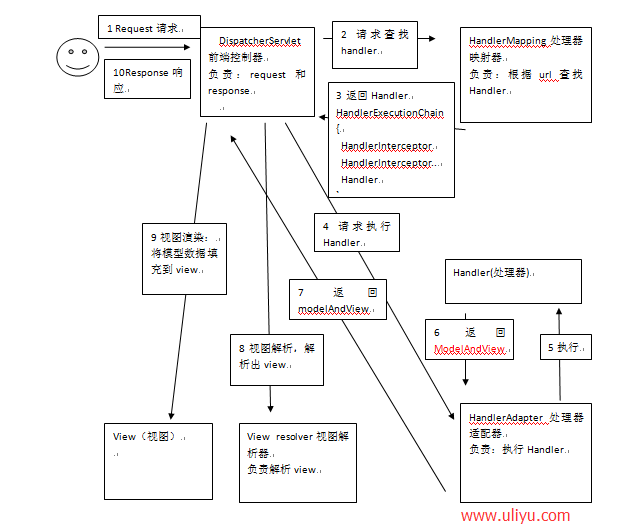 1 Request 请求
10Response 响
应
DispatcherServlet
前端控制器
负责：request 和
response
2 请求查找
handler
HandlerMapping 处理器
映射器
负责：根据 url 查找
Handler
3 返回 Handler
HandlerExecutionChain
{
HandlerInterceptor
HandlerInterceptor...
Handler
4 请求执行
Handler
9 视图渲染：
将模型数据填
充到 view
7 返回
modelAndView
Handler(处理器)
6 返回
ModelAndView
5 执行
8 视图解析，解
析出 view
View（视图）
View resolver 视图解
析器
负责解析 view
HandlerAdapter 处理器
适配器
负责：执行 Handler
www.uliyu.com